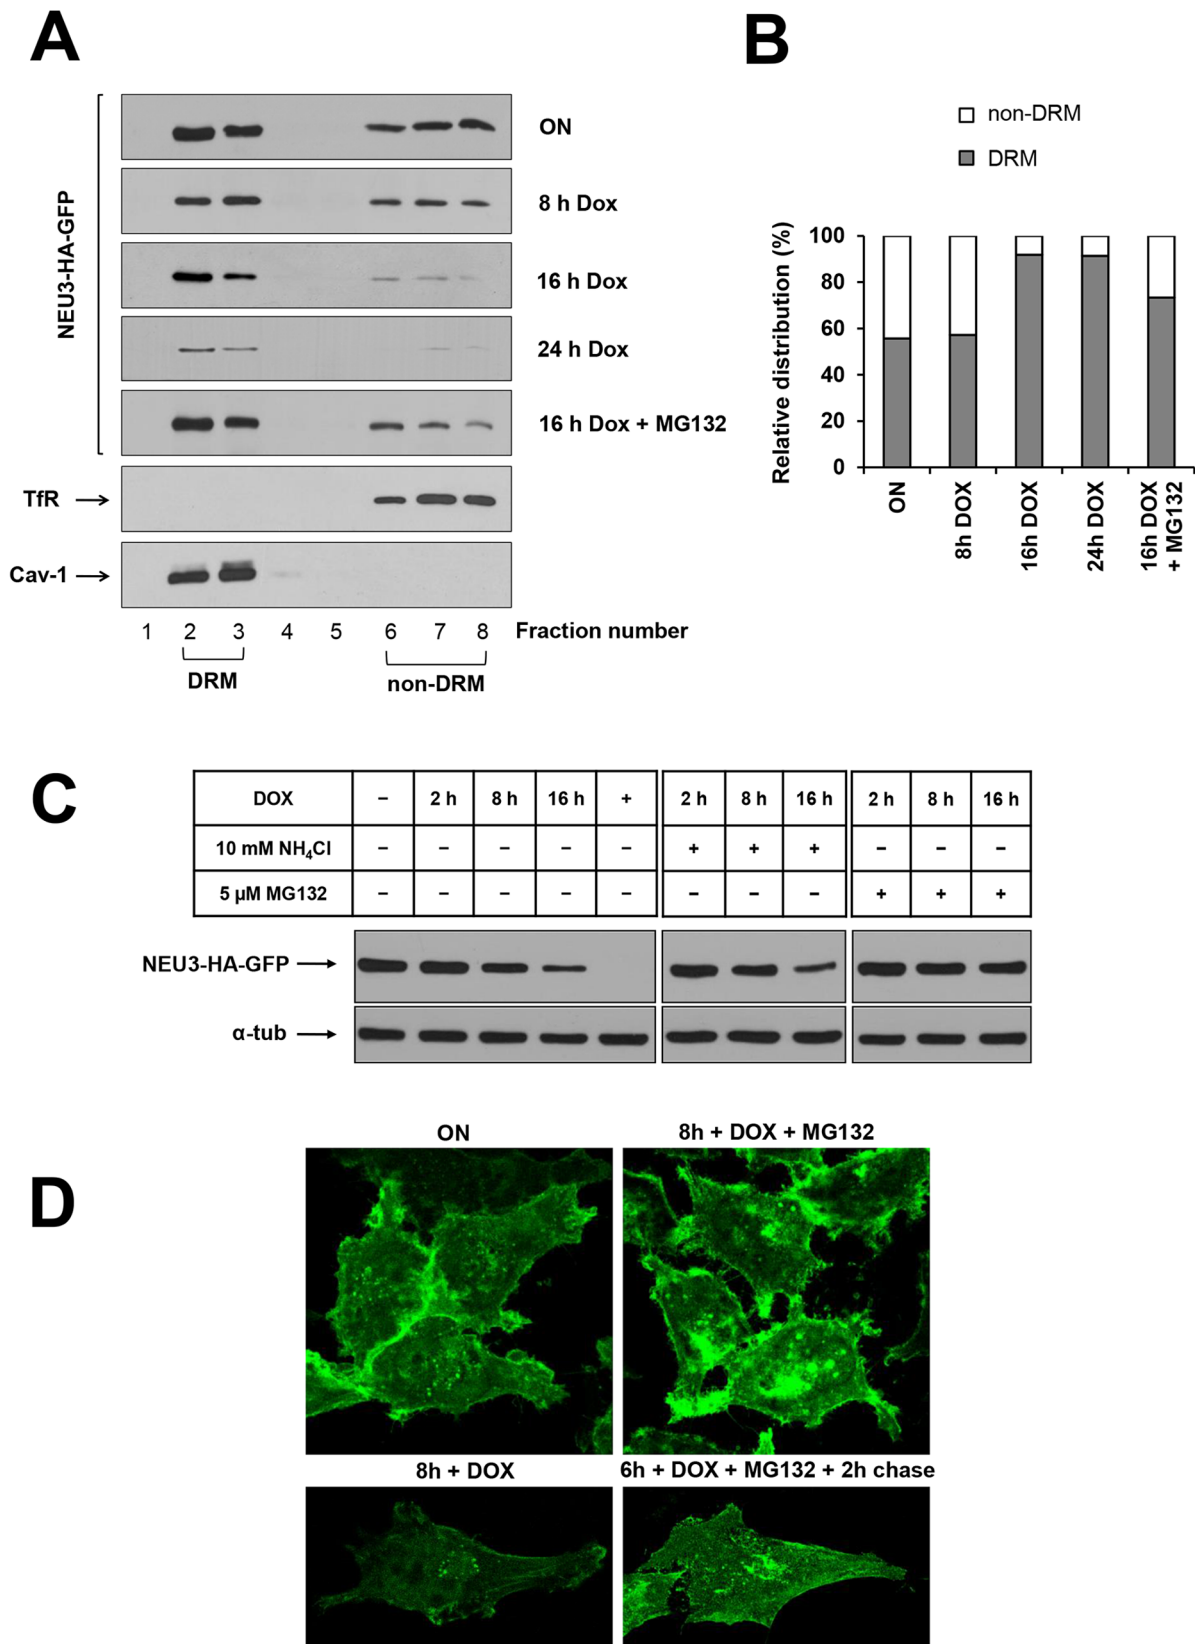 A
NEU3-HA-GFP
ON
8 h Dox
16 h Dox
24 h Dox
16 h Dox + MG132
TfR
Cav-1
1 2 3 4 5 6 7 8 Fraction number
DRM non-DRM
B
non-DRM
DRM
Relative distribution (%)
100
80
60
40
20
0
ON
8h DOX
16h DOX
24h DOX
16h DOX
+ MG132
C
DOX – 2 h 8 h 16 h + 2 h 8 h 16 h 2 h 8 h 16 h
10 mM NH₄Cl – – – – – + + + – – –
5 µM MG132 – – – – – – – – + + +
NEU3-HA-GFP
α-tub
D
ON
8h + DOX + MG132
8h + DOX
6h + DOX + MG132 + 2h chase